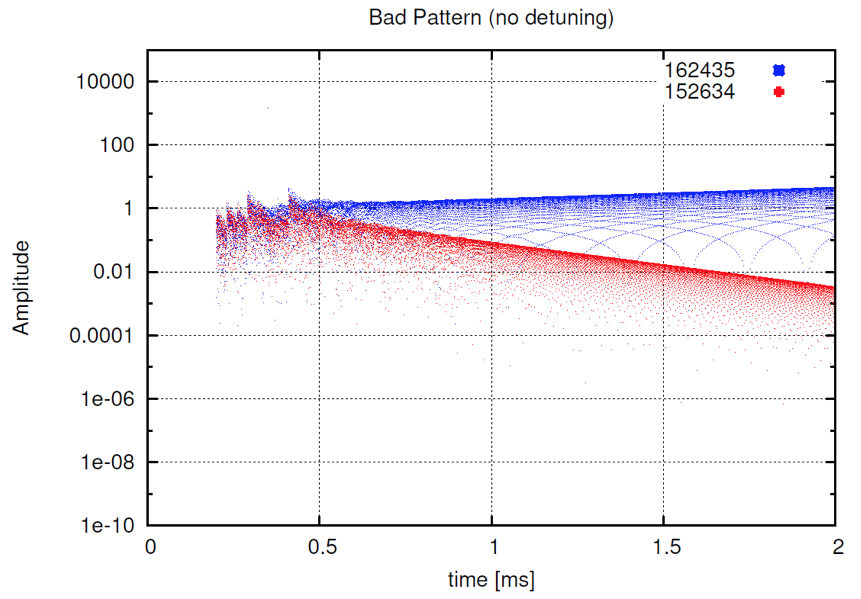 Bad Pattern (no detuning)
162435
152634
10000
100
1
0.01
0.0001
1e-06
1e-08
1e-10
Amplitude
0
0.5
1
1.5
2
time [ms]